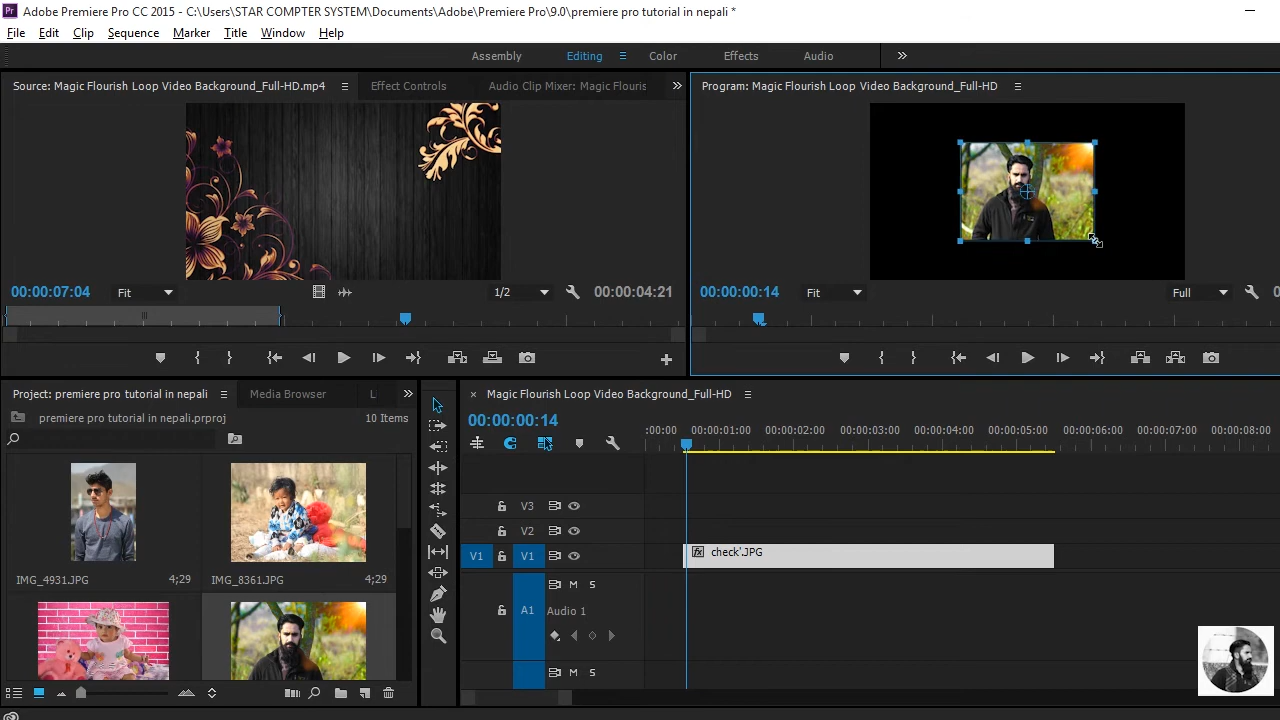 Adobe Premiere Pro CC 2015 - C:\Users\STAR COMPTER SYSTEM\Documents\Adobe\Premiere Pro\9.0\premiere pro tutorial in nepali *
File Edit Clip Sequence Marker Title Window Help
Assembly Editing Color Effects Audio
Source: Magic Flourish Loop Video Background_Full-HD.mp4 Effect Controls Audio Clip Mixer: Magic Flouris
Program: Magic Flourish Loop Video Background_Full-HD
00:00:07:04 Fit 1/2 00:00:04:21
00:00:00:14 Fit Full
Project: premiere pro tutorial in nepali Media Browser
premiere pro tutorial in nepali.prproj 10 Items
IMG_4931.JPG 4;29
IMG_8361.JPG 4;29
Magic Flourish Loop Video Background_Full-HD
00:00:00:14
:00:00 00:00:01:00 00:00:02:00 00:00:03:00 00:00:04:00 00:00:05:00 00:00:06:00 00:00:07:00 00:00:08:00
V3
V2
V1 V1 check'.JPG
M S
A1 Audio 1
M S